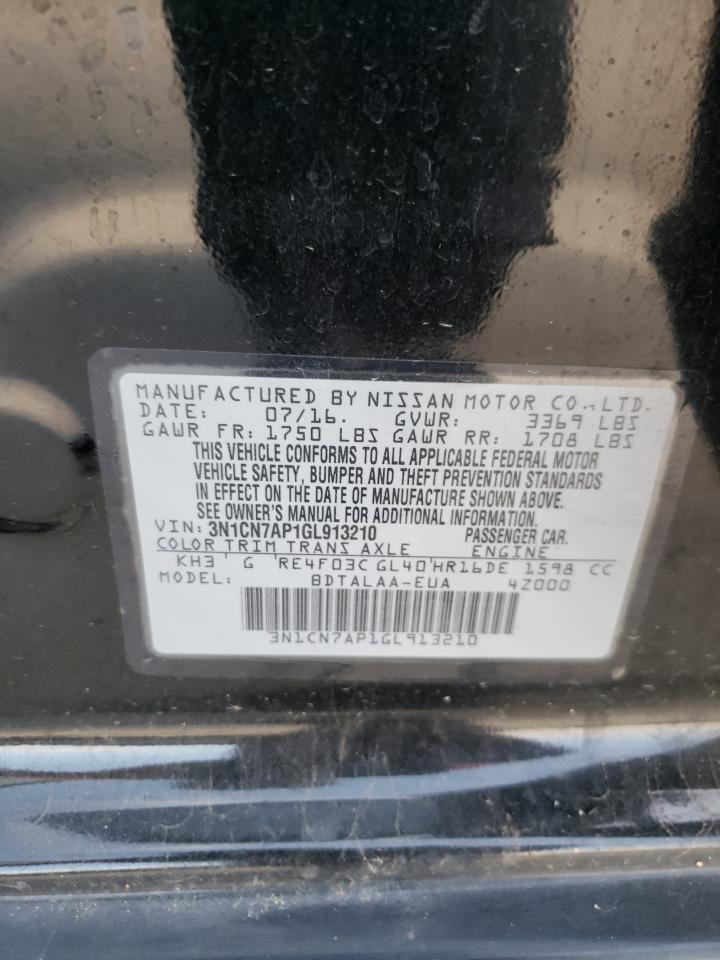 MANUFACTURED BY NISSAN MOTOR CO., LTD.
DATE: 07/16. GVWR: 3369 LBS
GAWR FR: 1750 LBS GAWR RR: 1708 LBS
THIS VEHICLE CONFORMS TO ALL APPLICABLE FEDERAL MOTOR
VEHICLE SAFETY, BUMPER AND THEFT PREVENTION STANDARDS
IN EFFECT ON THE DATE OF MANUFACTURE SHOWN ABOVE.
SEE OWNER'S MANUAL FOR ADDITIONAL INFORMATION.
VIN: 3N1CN7AP1GL913210 PASSENGER CAR.
COLOR TRIM TRANS AXLE ENGINE
KH3 ' G 'RE4F03C GL40'HR16DE 1598 CC
MODEL: BDTALAA-EUA 4Z000
3N1CN7AP1GL913210